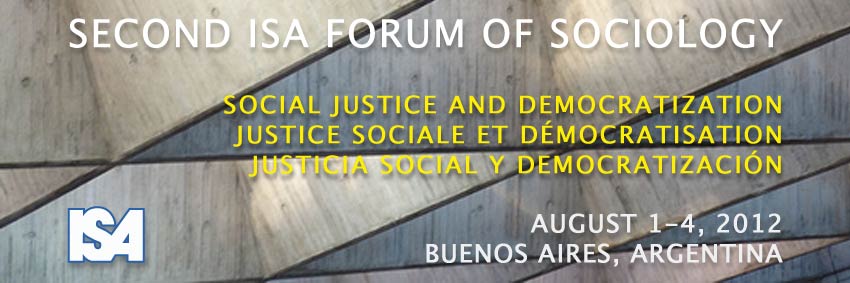 SECOND ISA FORUM OF SOCIOLOGY
SOCIAL JUSTICE AND DEMOCRATIZATION
JUSTICE SOCIALE ET DÉMOCRATISATION
JUSTICIA SOCIAL Y DEMOCRATIZACIÓN
ISA
AUGUST 1-4, 2012
BUENOS AIRES, ARGENTINA